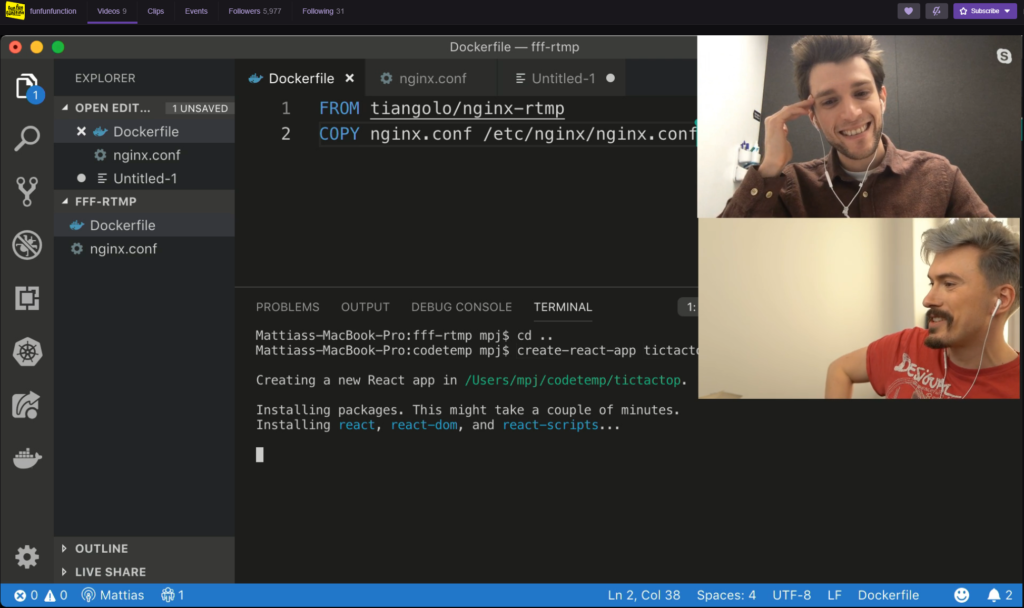 funfunfunction Videos 9 Clips Events Followers 5,977 Following 31 Subscribe
Dockerfile — fff-rtmp
EXPLORER
Dockerfile
nginx.conf
Untitled-1
OPEN EDIT... 1 UNSAVED
Dockerfile
nginx.conf
Untitled-1
FFF-RTMP
Dockerfile
nginx.conf
1
1 FROM tiangolo/nginx-rtmp
2 COPY nginx.conf /etc/nginx/nginx.conf
PROBLEMS OUTPUT DEBUG CONSOLE TERMINAL 1:
Mattiass-MacBook-Pro:fff-rtmp mpj$ cd ..
Mattiass-MacBook-Pro:codetemp mpj$ create-react-app tictacto
Creating a new React app in /Users/mpj/codetemp/tictactop.
Installing packages. This might take a couple of minutes.
Installing react, react-dom, and react-scripts...
DESIGUAL
OUTLINE
LIVE SHARE
0 0 Mattias 1 Ln 2, Col 38 Spaces: 4 UTF-8 LF Dockerfile 2